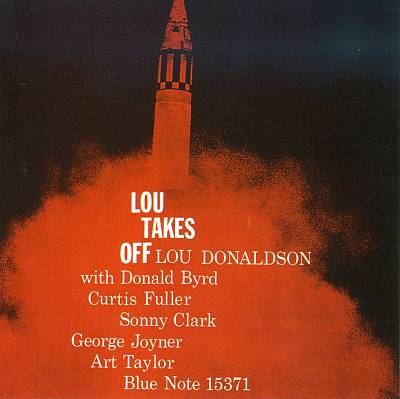 LOU
TAKES
OFF LOU DONALDSON
with Donald Byrd
Curtis Fuller
Sonny Clark
George Joyner
Art Taylor
Blue Note 15371